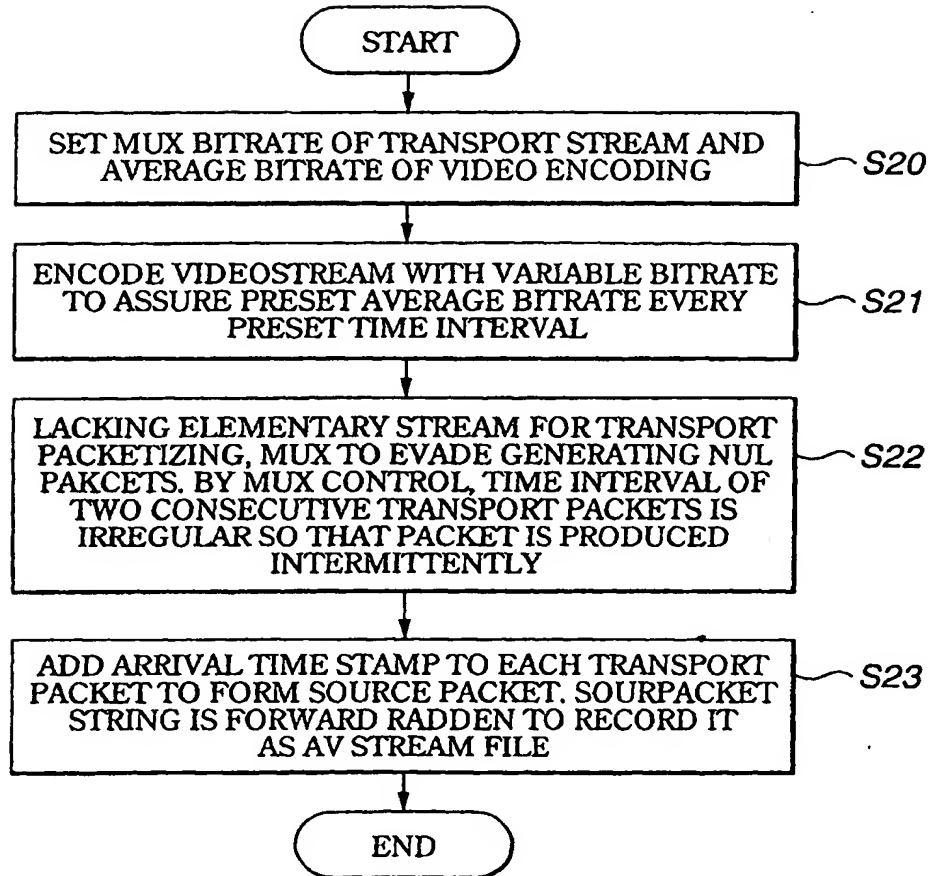 START
SET MUX BITRATE OF TRANSPORT STREAM AND
AVERAGE BITRATE OF VIDEO ENCODING
S20
ENCODE VIDEOSTREAM WITH VARIABLE BITRATE
TO ASSURE PRESET AVERAGE BITRATE EVERY
PRESET TIME INTERVAL
S21
LACKING ELEMENTARY STREAM FOR TRANSPORT
PACKETIZING, MUX TO EVADE GENERATING NUL
PAKCETS. BY MUX CONTROL, TIME INTERVAL OF
TWO CONSECUTIVE TRANSPORT PACKETS IS
IRREGULAR SO THAT PACKET IS PRODUCED
INTERMITTENTLY
S22
ADD ARRIVAL TIME STAMP TO EACH TRANSPORT
PACKET TO FORM SOURCE PACKET. SOURPACKET
STRING IS FORWARD RADDEN TO RECORD IT
AS AV STREAM FILE
S23
END